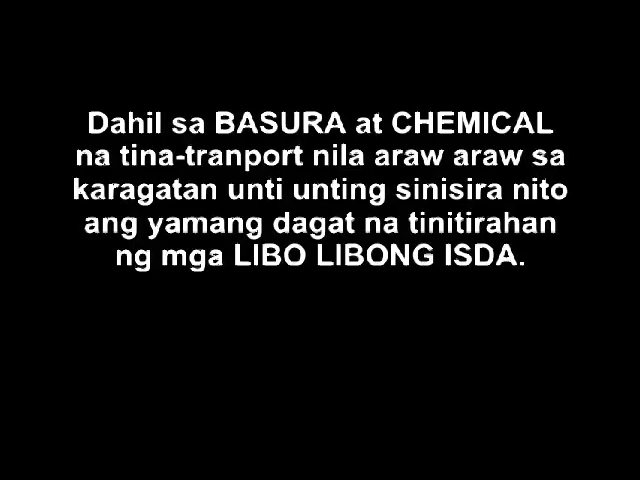 Dahil sa BASURA at CHEMICAL
na tina-tranport nila araw araw sa
karagatan unti unting sinisira nito
ang yamang dagat na tinitirahan
ng mga LIBO LIBONG ISDA.